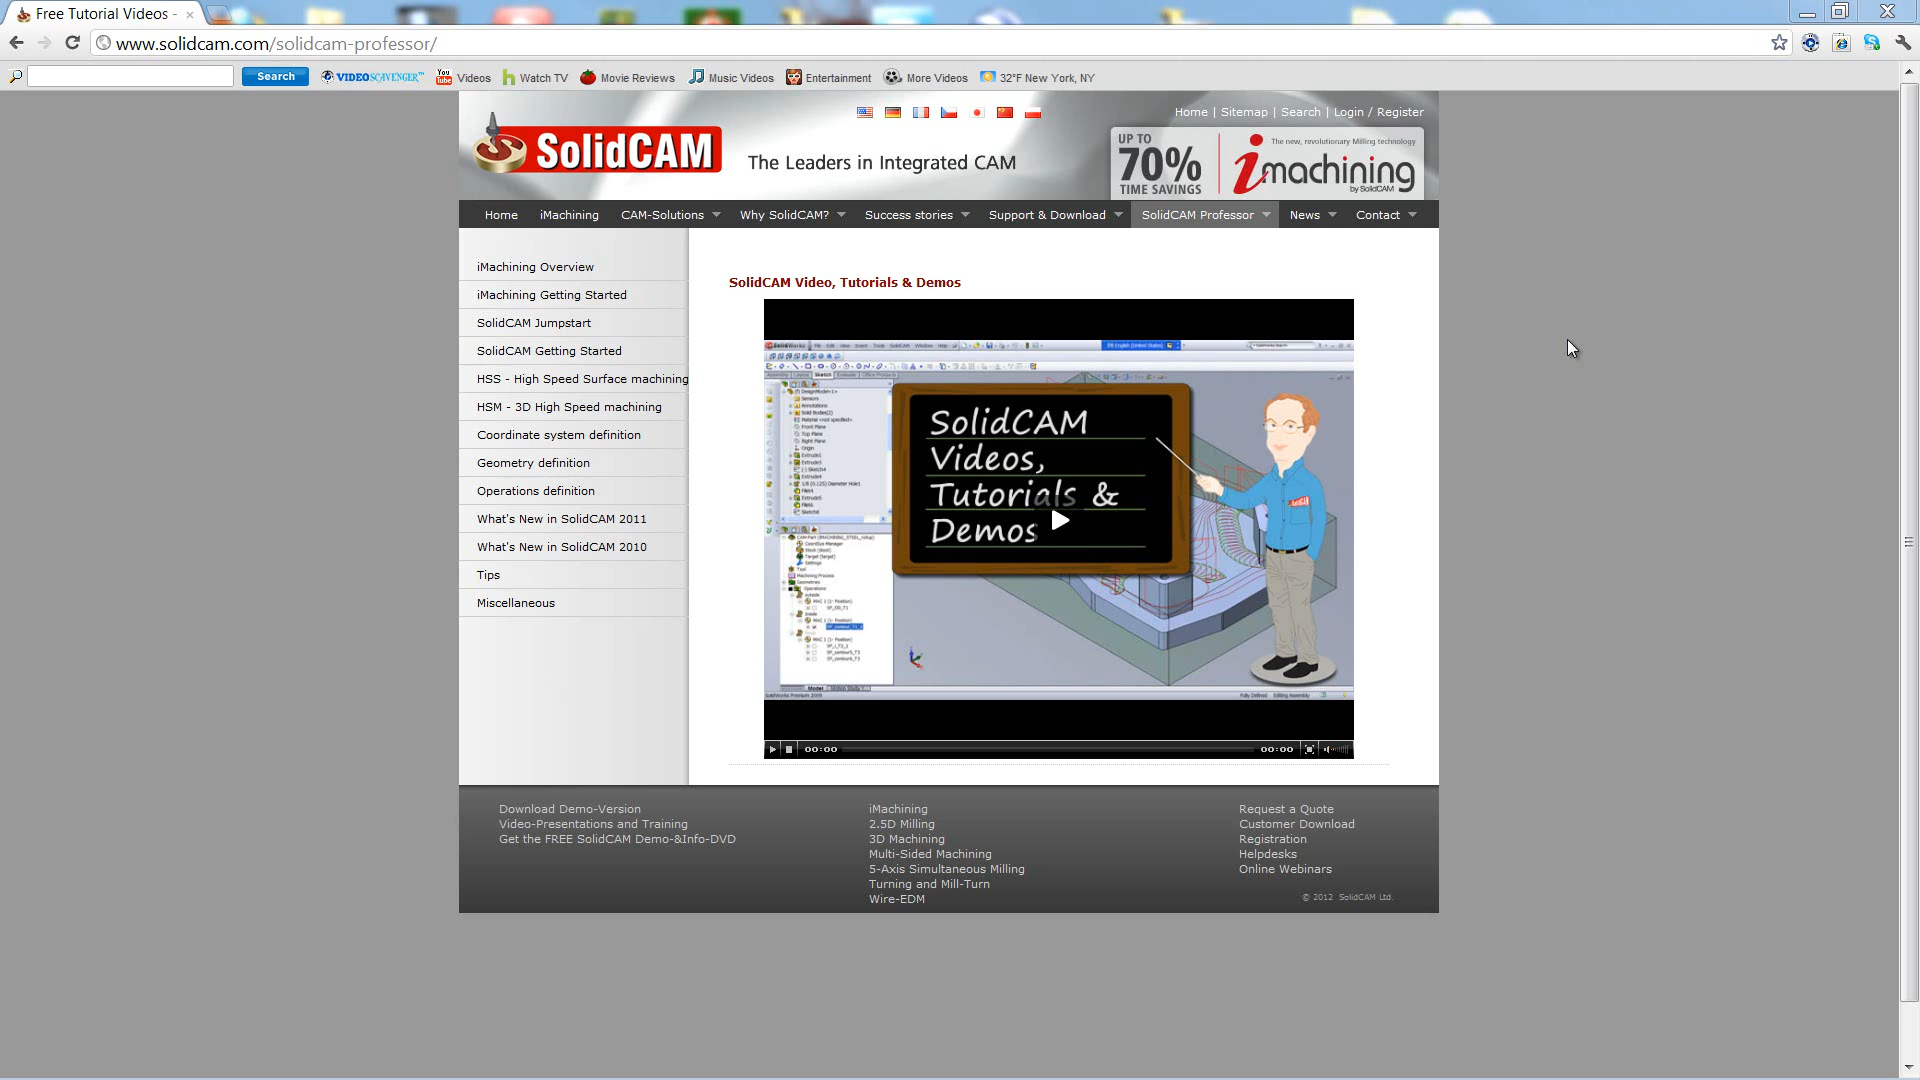 Free Tutorial Videos -
www.solidcam.com/solidcam-professor/
Search
VIDEOSCAVENGER™
You Tube
Videos
Watch TV
Movie Reviews
Music Videos
Entertainment
More Videos
32°F New York, NY
Home | Sitemap | Search | Login / Register
SolidCAM
The Leaders in Integrated CAM
UP TO
70%
TIME SAVINGS
The new, revolutionary Milling technology
imachining
by SolidCAM
Home
iMachining
CAM-Solutions
Why SolidCAM?
Success stories
Support & Download
SolidCAM Professor
News
Contact
iMachining Overview
iMachining Getting Started
SolidCAM Jumpstart
SolidCAM Getting Started
HSS - High Speed Surface machining
HSM - 3D High Speed machining
Coordinate system definition
Geometry definition
Operations definition
What's New in SolidCAM 2011
What's New in SolidCAM 2010
Tips
Miscellaneous
SolidCAM Video, Tutorials & Demos
SolidCAM
Videos,
Tutorials &
Demos
00:00
00:00
Download Demo-Version
Video-Presentations and Training
Get the FREE SolidCAM Demo-&Info-DVD
iMachining
2.5D Milling
3D Machining
Multi-Sided Machining
5-Axis Simultaneous Milling
Turning and Mill-Turn
Wire-EDM
Request a Quote
Customer Download
Registration
Helpdesks
Online Webinars
© 2012 SolidCAM Ltd.